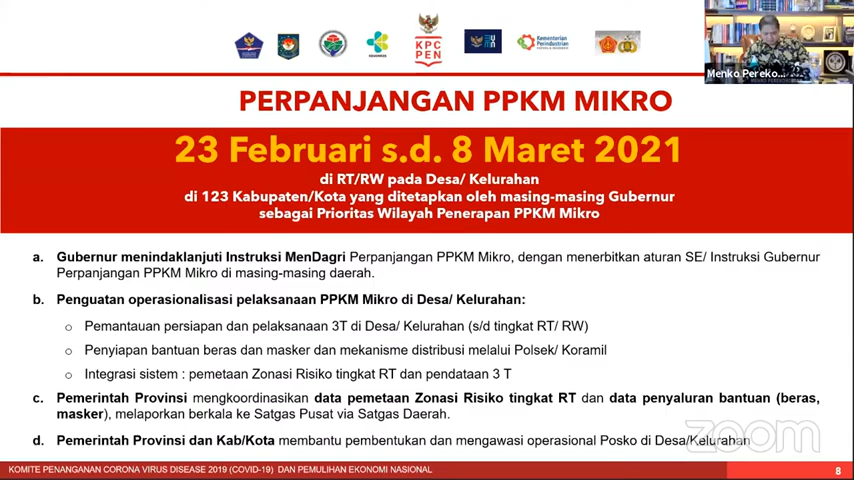 KPC
PEN
Kementerian
Perindustrian
Menko Pereko...
PERPANJANGAN PPKM MIKRO
23 Februari s.d. 8 Maret 2021
di RT/RW pada Desa/ Kelurahan
di 123 Kabupaten/Kota yang ditetapkan oleh masing-masing Gubernur
sebagai Prioritas Wilayah Penerapan PPKM Mikro
a. Gubernur menindaklanjuti Instruksi MenDagri Perpanjangan PPKM Mikro, dengan menerbitkan aturan SE/ Instruksi Gubernur
Perpanjangan PPKM Mikro di masing-masing daerah.
b. Penguatan operasionalisasi pelaksanaan PPKM Mikro di Desa/ Kelurahan:
o Pemantauan persiapan dan pelaksanaan 3T di Desa/ Kelurahan (s/d tingkat RT/ RW)
o Penyiapan bantuan beras dan masker dan mekanisme distribusi melalui Polsek/ Koramil
o Integrasi sistem : pemetaan Zonasi Risiko tingkat RT dan pendataan 3 T
c. Pemerintah Provinsi mengkoordinasikan data pemetaan Zonasi Risiko tingkat RT dan data penyaluran bantuan (beras,
masker), melaporkan berkala ke Satgas Pusat via Satgas Daerah.
d. Pemerintah Provinsi dan Kab/Kota membantu pembentukan dan mengawasi operasional Posko di Desa/Kelurahan
zoom
KOMITE PENANGANAN CORONA VIRUS DISEASE 2019 (COVID-19) DAN PEMULIHAN EKONOMI NASIONAL
8